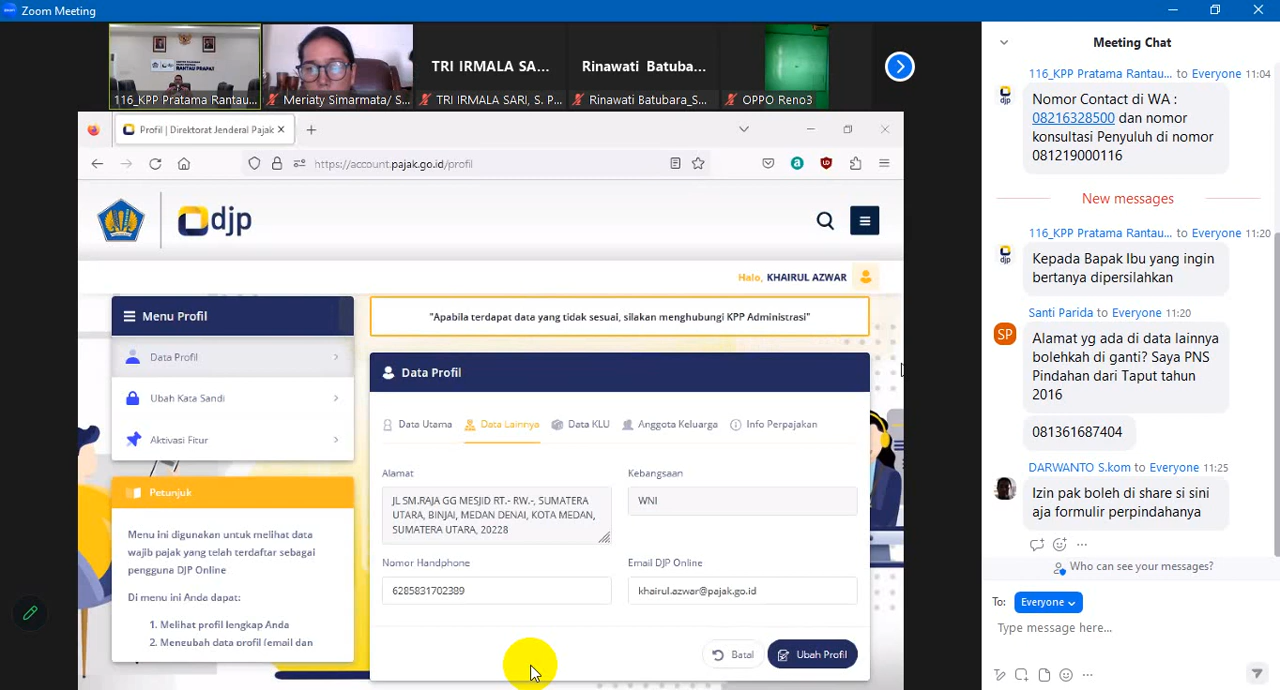 Zoom Meeting
TRI IRMALA SA...
Rinawati Batuba...
116_KPP Pratama Rantau...
Meriaty Simarmata/ S...
TRI IRMALA SARI, S. P...
Rinawati Batubara_S...
OPPO Reno3
Profil | Direktorat Jenderal Pajak
https://account.pajak.go.id/profil
djp
Halo, KHAIRUL AZWAR
Menu Profil
Data Profil
Ubah Kata Sandi
Aktivasi Fitur
Petunjuk
Menu ini digunakan untuk melihat data
wajib pajak yang telah terdaftar sebagai
pengguna DJP Online
Di menu ini Anda dapat:
1. Melihat profil lengkap Anda
2. Mengubah data profil (email dan
"Apabila terdapat data yang tidak sesuai, silakan menghubungi KPP Administrasi"
Data Profil
Data Utama
Data Lainnya
Data KLU
Anggota Keluarga
Info Perpajakan
Alamat
JL SM.RAJA GG MESJID RT.- RW.-, SUMATERA
UTARA, BINJAI, MEDAN DENAI, KOTA MEDAN,
SUMATERA UTARA, 20228
Kebangsaan
WNI
Nomor Handphone
6285831702389
Email DJP Online
khairul.azwar@pajak.go.id
Batal
Ubah Profil
Meeting Chat
116_KPP Pratama Rantau... to Everyone 11:04
Nomor Contact di WA :
08216328500 dan nomor
konsultasi Penyuluh di nomor
081219000116
New messages
116_KPP Pratama Rantau... to Everyone 11:20
Kepada Bapak Ibu yang ingin
bertanya dipersilahkan
Santi Parida to Everyone 11:20
SP
Alamat yg ada di data lainnya
bolehkah di ganti? Saya PNS
Pindahan dari Taput tahun
2016
081361687404
DARWANTO S.kom to Everyone 11:25
Izin pak boleh di share si sini
aja formulir perpindahanya
Who can see your messages?
To: Everyone
Type message here...